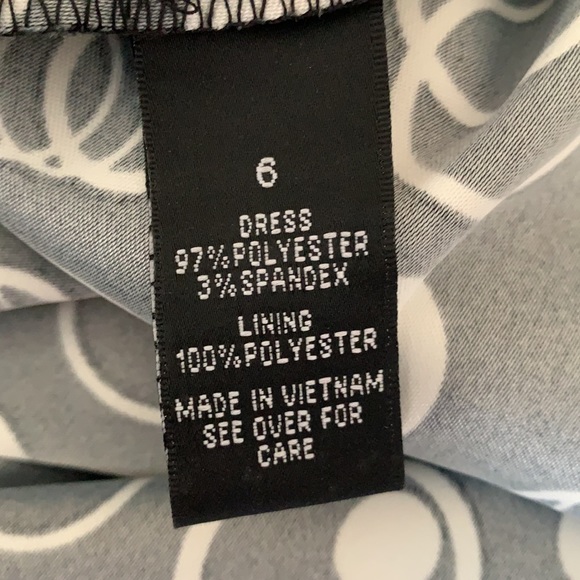 6
DRESS
97%POLYESTER
3%SPANDEX
LINING
100%POLYESTER
MADE IN VIETNAM
SEE OVER FOR
CARE